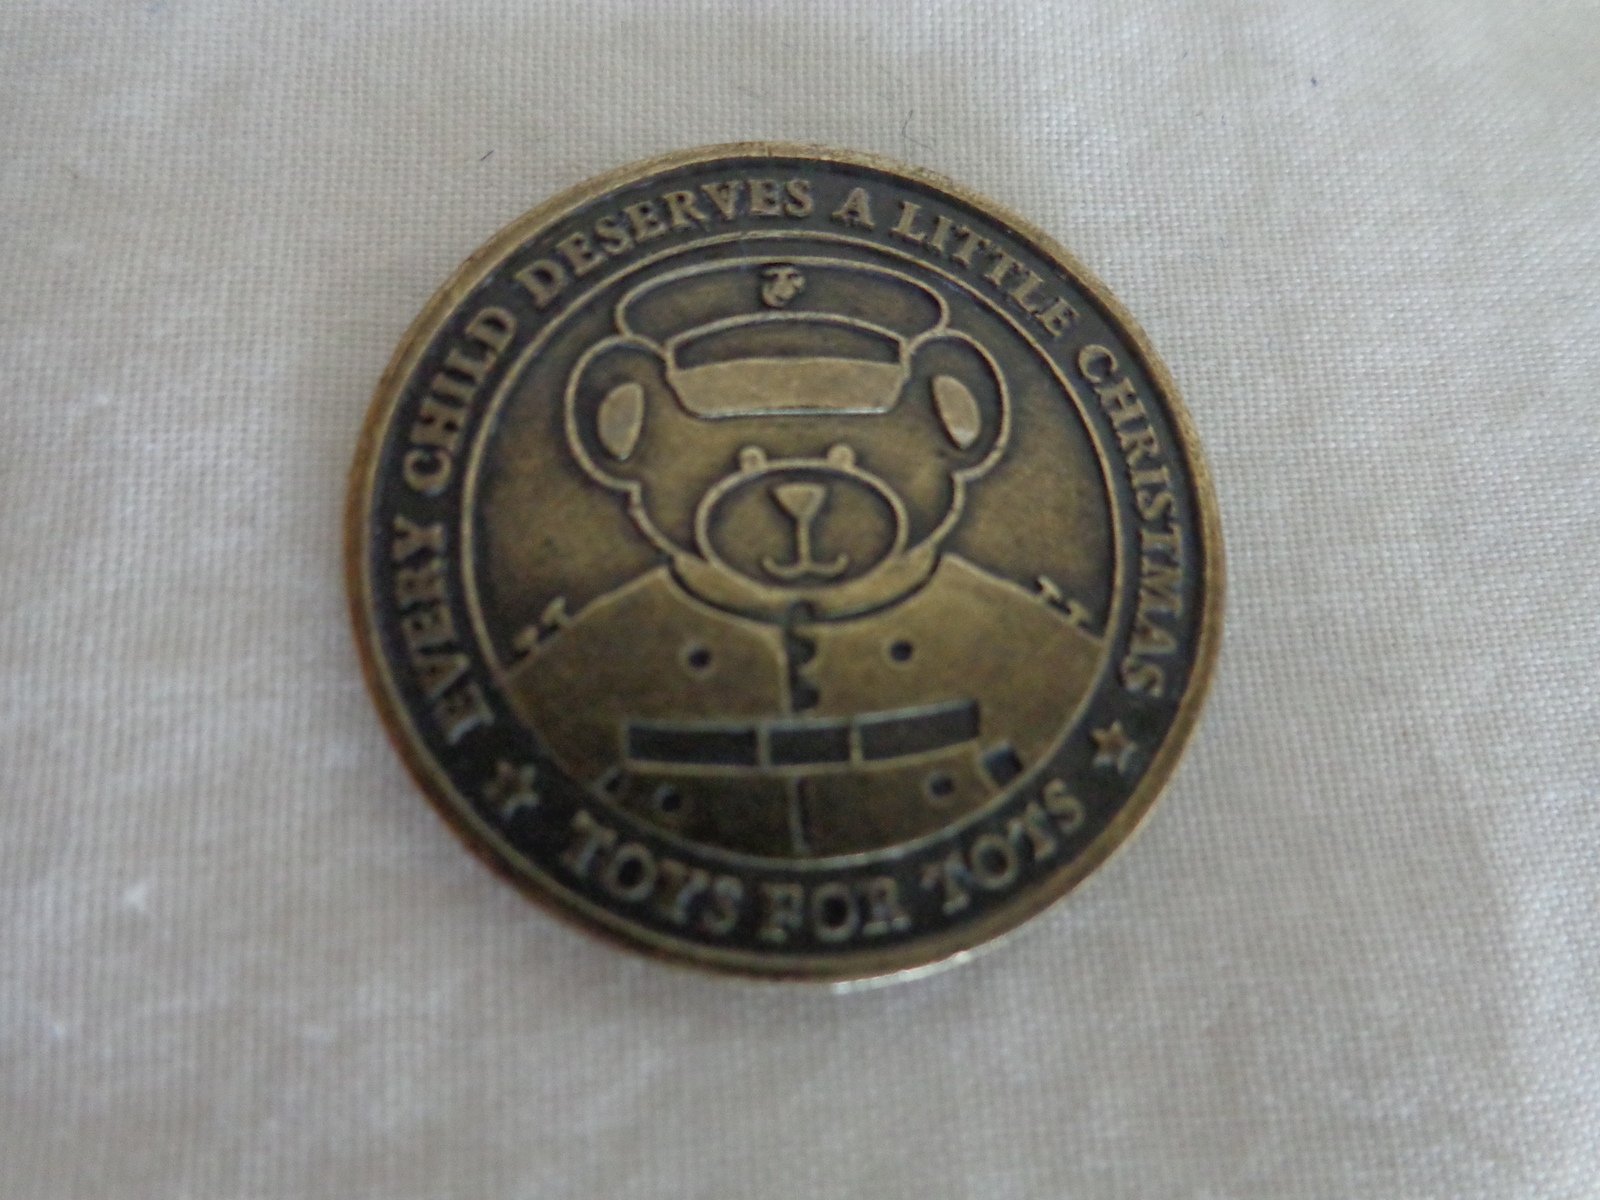 EVERY CHILD DESERVES A LITTLE CHRISTMAS
TOYS FOR TOTS